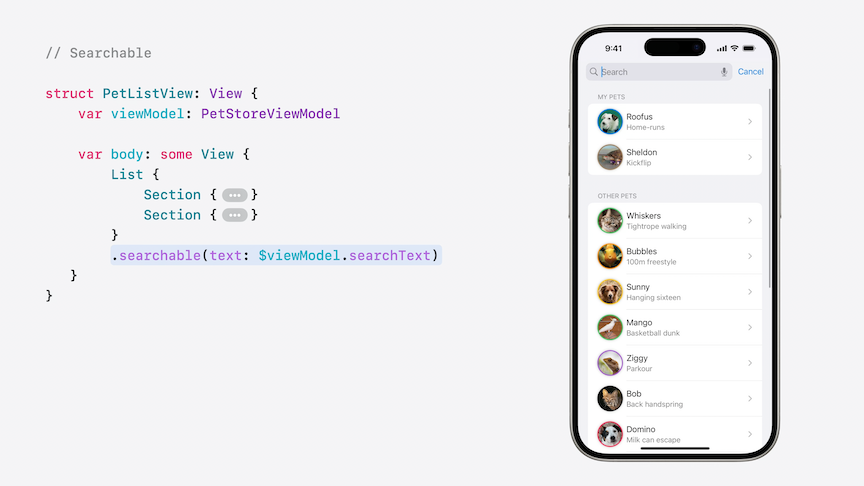 // Searchable
struct PetListView: View {
var viewModel: PetStoreViewModel
var body: some View {
List {
Section { ••• }
Section { ••• }
}
.searchable(text: $viewModel.searchText)
}
}
9:41
Search
Cancel
MY PETS
Roofus
Home-runs
Sheldon
Kickflip
OTHER PETS
Whiskers
Tightrope walking
Bubbles
100m freestyle
Sunny
Hanging sixteen
Mango
Basketball dunk
Ziggy
Parkour
Bob
Back handspring
Domino
Milk can escape